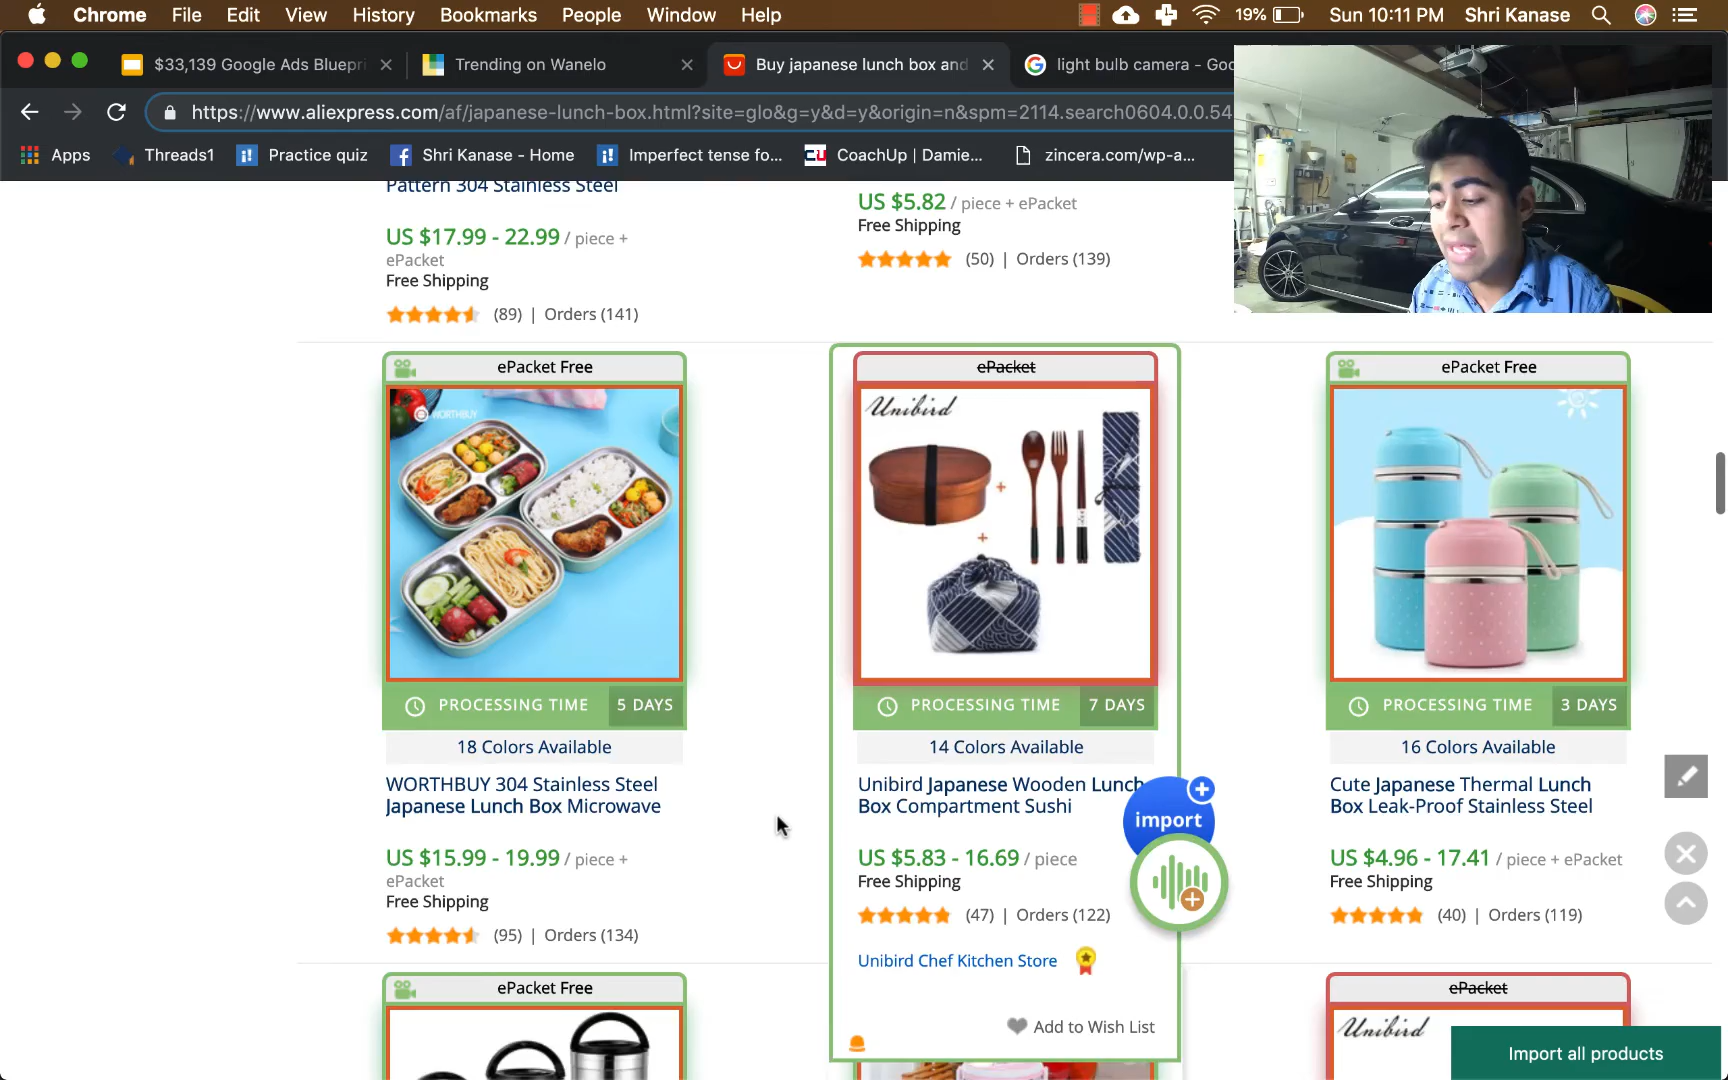 Chrome File Edit View History Bookmarks People Window Help 19% Sun 10:11 PM Shri Kanase
$33,139 Google Ads Bluepri Trending on Wanelo Buy japanese lunch box and light bulb camera - Goo
https://www.aliexpress.com/af/japanese-lunch-box.html?site=glo&g=y&d=y&origin=n&spm=2114.search0604.0.0.54
Apps Threads1 Practice quiz Shri Kanase - Home Imperfect tense fo... CoachUp | Damie... zincera.com/wp-a...
Pattern 304 Stainless Steel
US $17.99 - 22.99 / piece +
ePacket
Free Shipping
(89) | Orders (141)
US $5.82 / piece + ePacket
Free Shipping
(50) | Orders (139)
ePacket Free
WORTHBUY
PROCESSING TIME 5 DAYS
18 Colors Available
WORTHBUY 304 Stainless Steel
Japanese Lunch Box Microwave
US $15.99 - 19.99 / piece +
ePacket
Free Shipping
(95) | Orders (134)
ePacket
Unibird
PROCESSING TIME 7 DAYS
14 Colors Available
Unibird Japanese Wooden Lunch
Box Compartment Sushi
import
US $5.83 - 16.69 / piece
Free Shipping
(47) | Orders (122)
Unibird Chef Kitchen Store
Add to Wish List
ePacket Free
PROCESSING TIME 3 DAYS
16 Colors Available
Cute Japanese Thermal Lunch
Box Leak-Proof Stainless Steel
US $4.96 - 17.41 / piece + ePacket
Free Shipping
(40) | Orders (119)
ePacket Free
ePacket
Unibird
Import all products